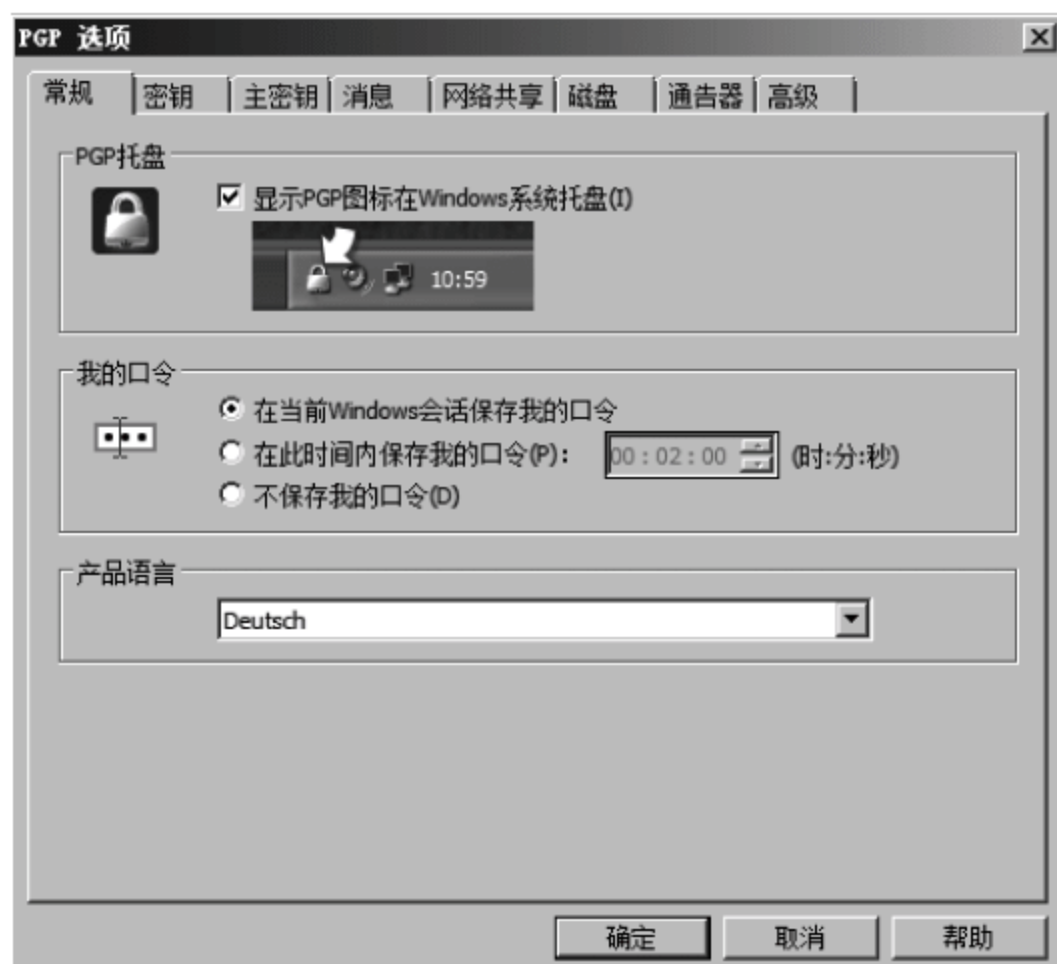 PGP 选项
常规 密钥 主密钥 消息 网络共享 磁盘 通告器 高级
PGP托盘
显示PGP图标在Windows系统托盘(I)
10:59
我的口令
在当前Windows会话保存我的口令
在此时间内保存我的口令(P): 00:02:00 (时:分:秒)
不保存我的口令(D)
产品语言
Deutsch
确定 取消 帮助